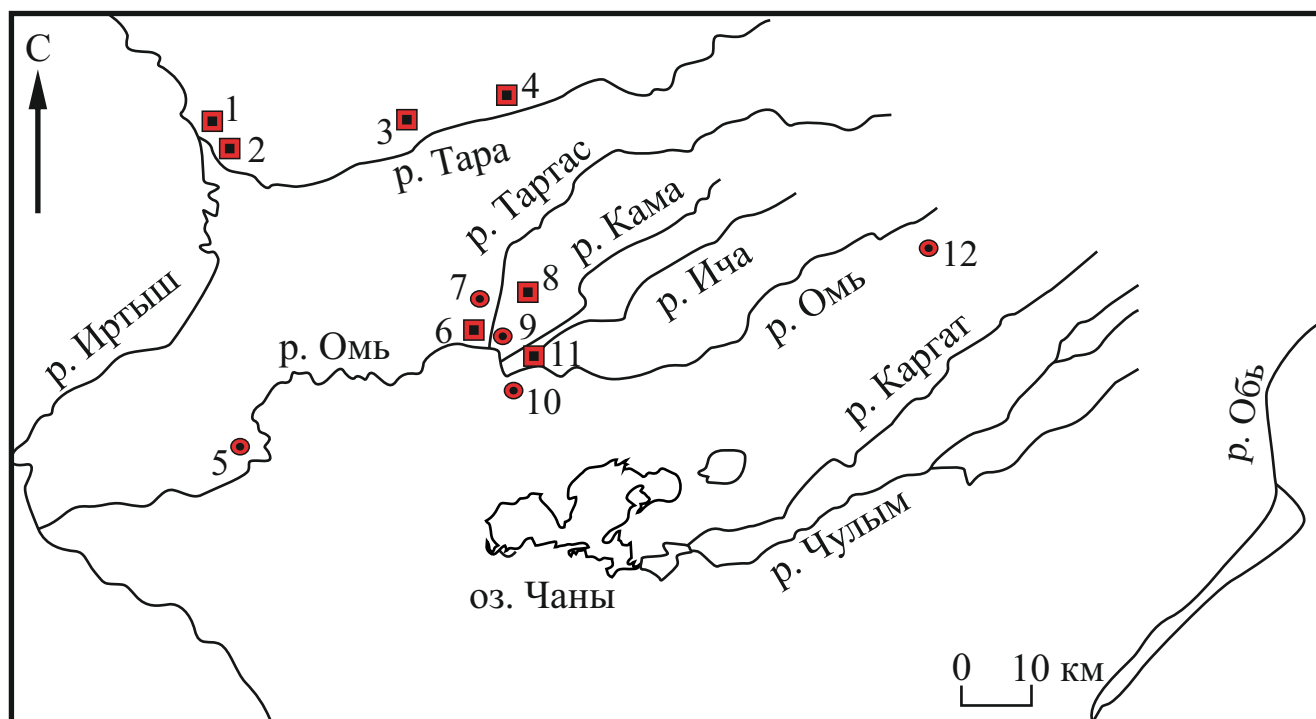 С
1
2
3
4
р. Тара
р. Тартас
р. Кама
р. Ича
р. Омь
12
7
8
6
9
11
10
р. Иртыш
р. Омь
5
р. Каргат
р. Обь
р. Чулым
оз. Чаны
0 10 км